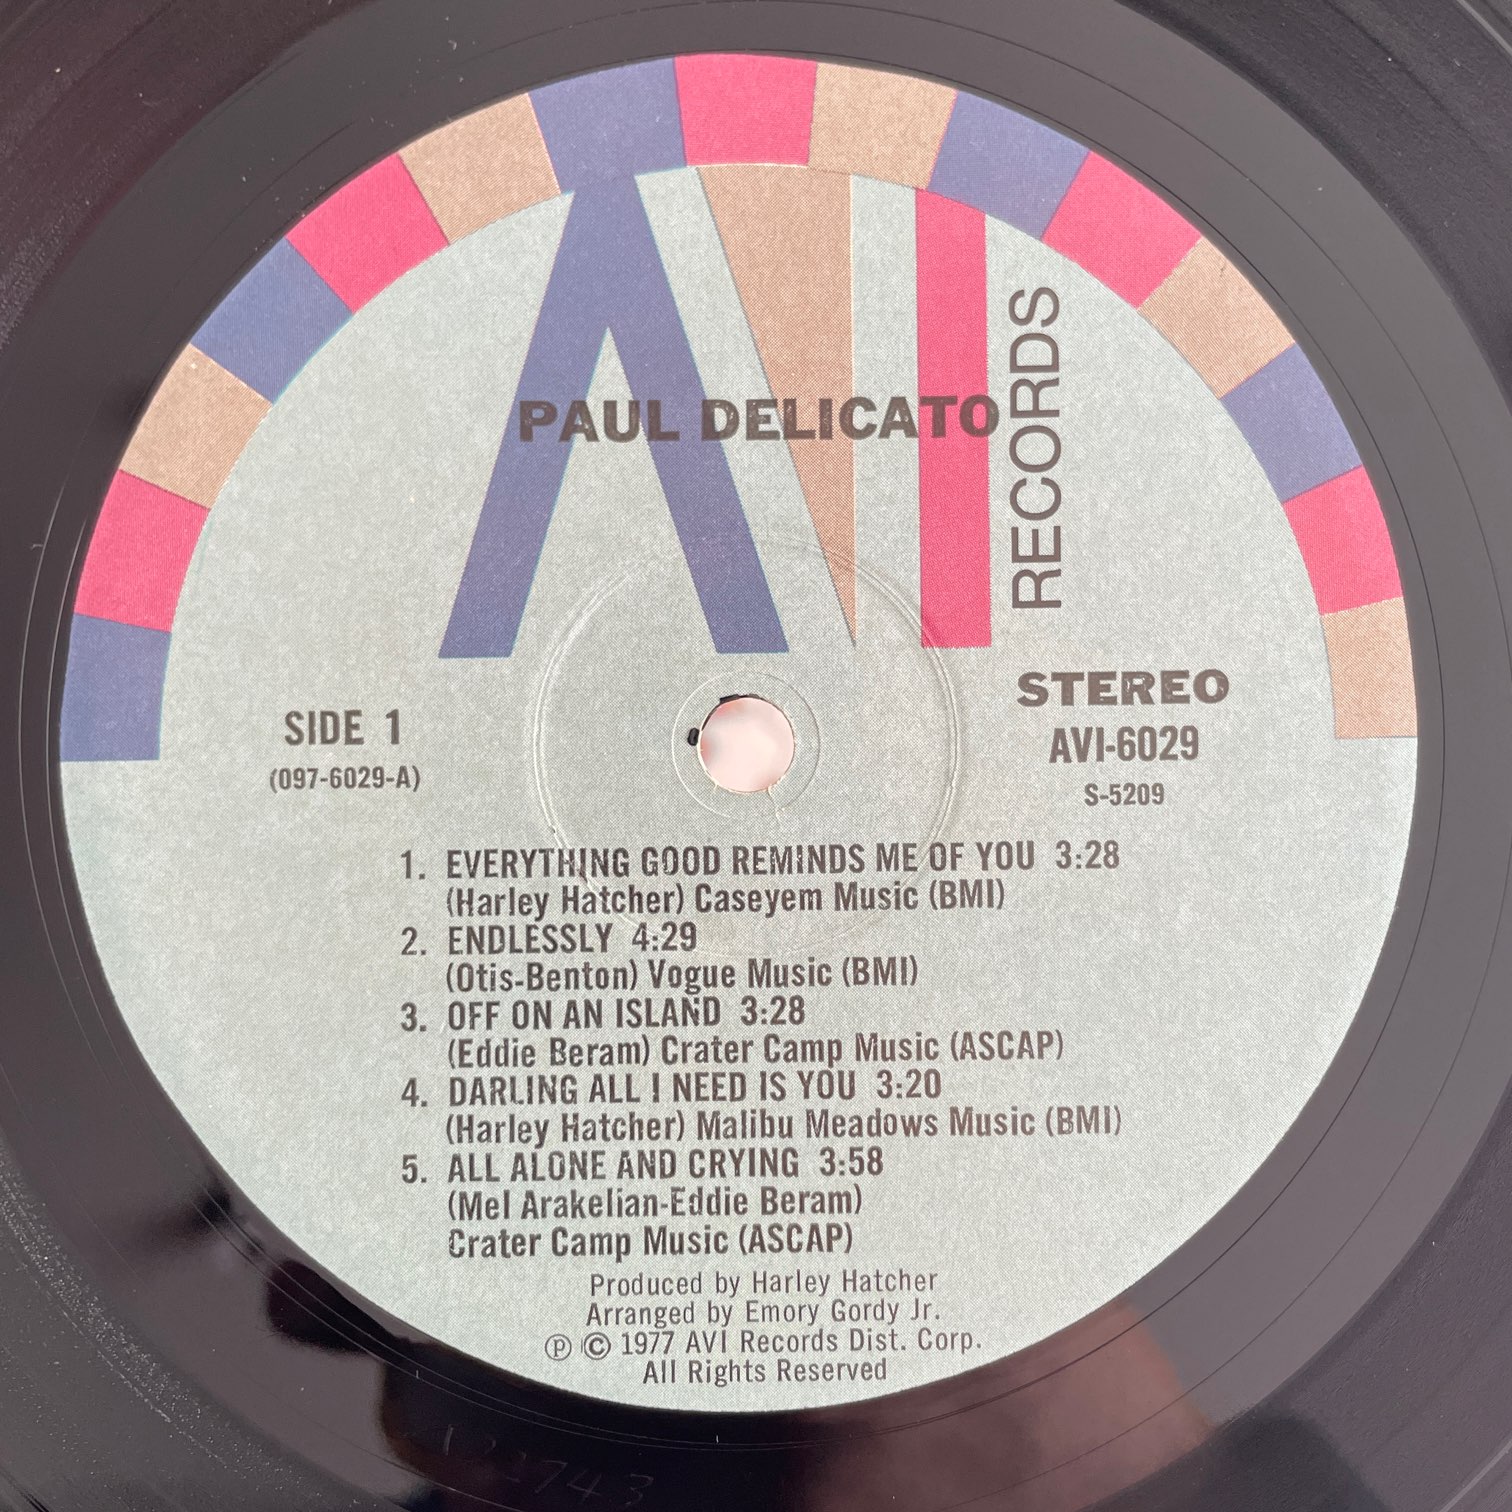 AVI
RECORDS
PAUL DELICATO
STEREO
SIDE 1
AVI-6029
(097-6029-A)
S-5209
1. EVERYTHING GOOD REMINDS ME OF YOU 3:28
(Harley Hatcher) Caseyem Music (BMI)
2. ENDLESSLY 4:29
(Otis-Benton) Vogue Music (BMI)
3. OFF ON AN ISLAND 3:28
(Eddie Beram) Crater Camp Music (ASCAP)
4. DARLING ALL I NEED IS YOU 3:20
(Harley Hatcher) Malibu Meadows Music (BMI)
5. ALL ALONE AND CRYING 3:58
(Mel Arakelian-Eddie Beram)
Crater Camp Music (ASCAP)
Produced by Harley Hatcher
Arranged by Emory Gordy Jr.
℗ © 1977 AVI Records Dist. Corp.
All Rights Reserved